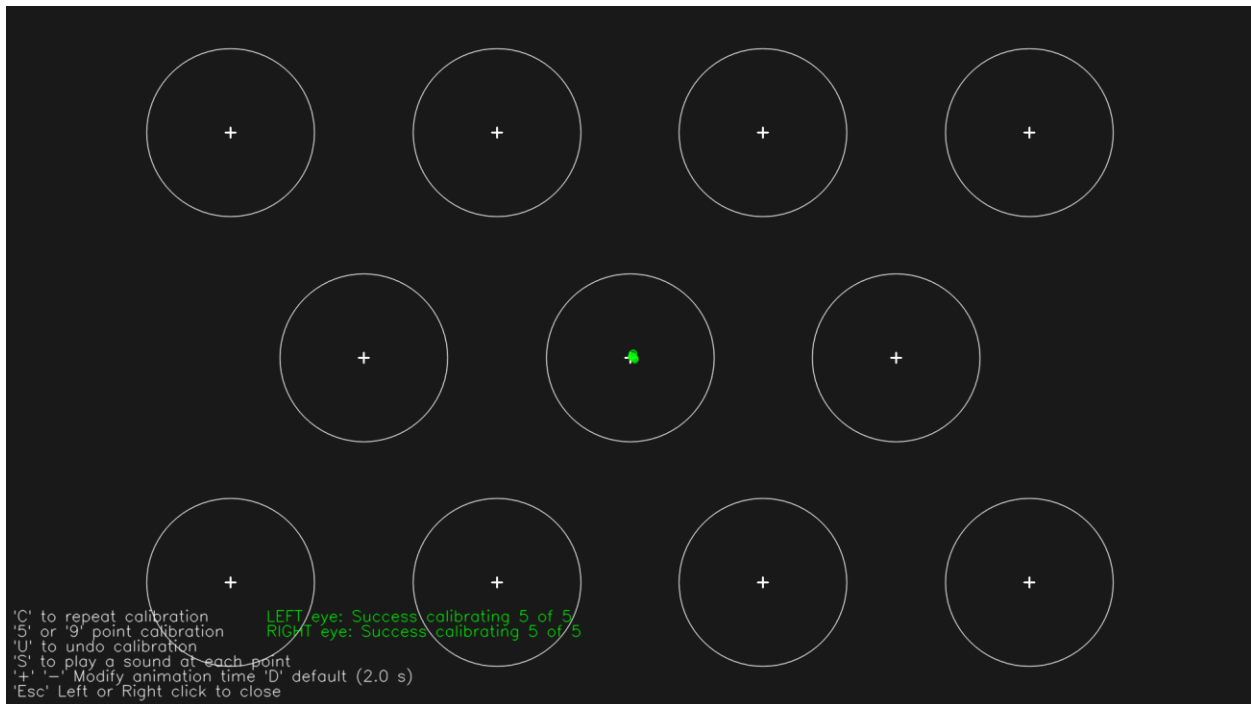 'C' to repeat calibration LEFT eye: Success calibrating 5 of 5
'5' or '9' point calibration RIGHT eye: Success calibrating 5 of 5
'U' to undo calibration
'S' to play a sound at each point
'+' '-' Modify animation time 'D' default (2.0 s)
'Esc' Left or Right click to close